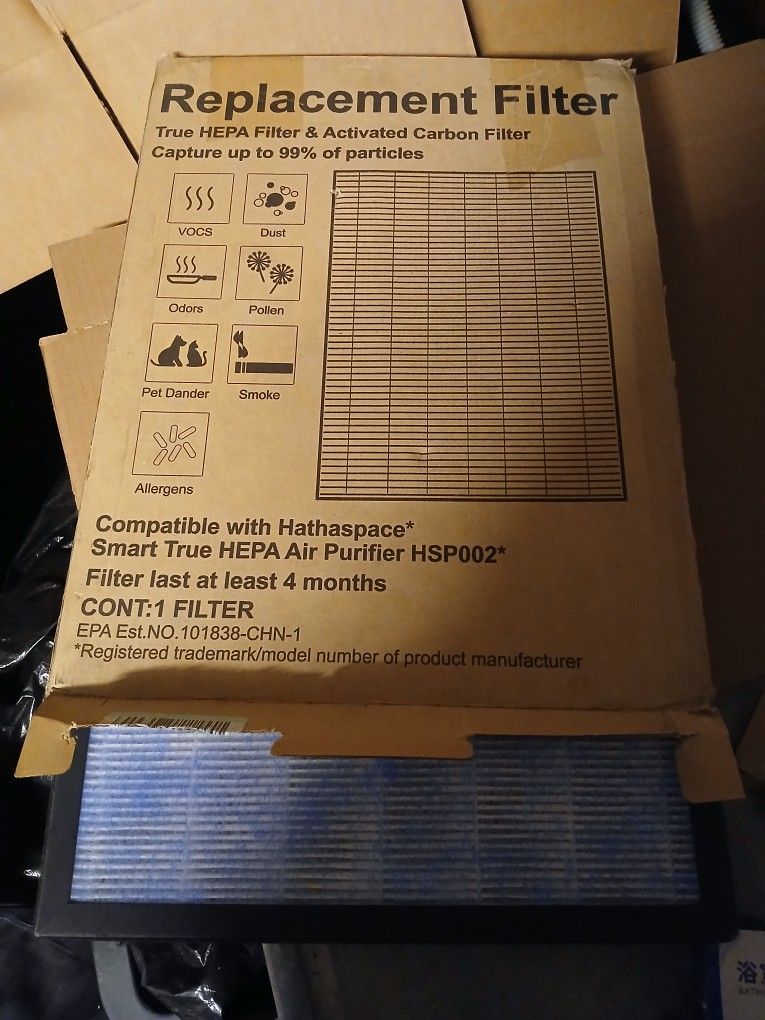 Replacement Filter
True HEPA Filter & Activated Carbon Filter
Capture up to 99% of particles
VOCS
Dust
Odors
Pollen
Pet Dander
Smoke
Allergens
Compatible with Hathaspace*
Smart True HEPA Air Purifier HSP002*
Filter last at least 4 months
CONT:1 FILTER
EPA Est.NO.101838-CHN-1
*Registered trademark/model number of product manufacturer
浴